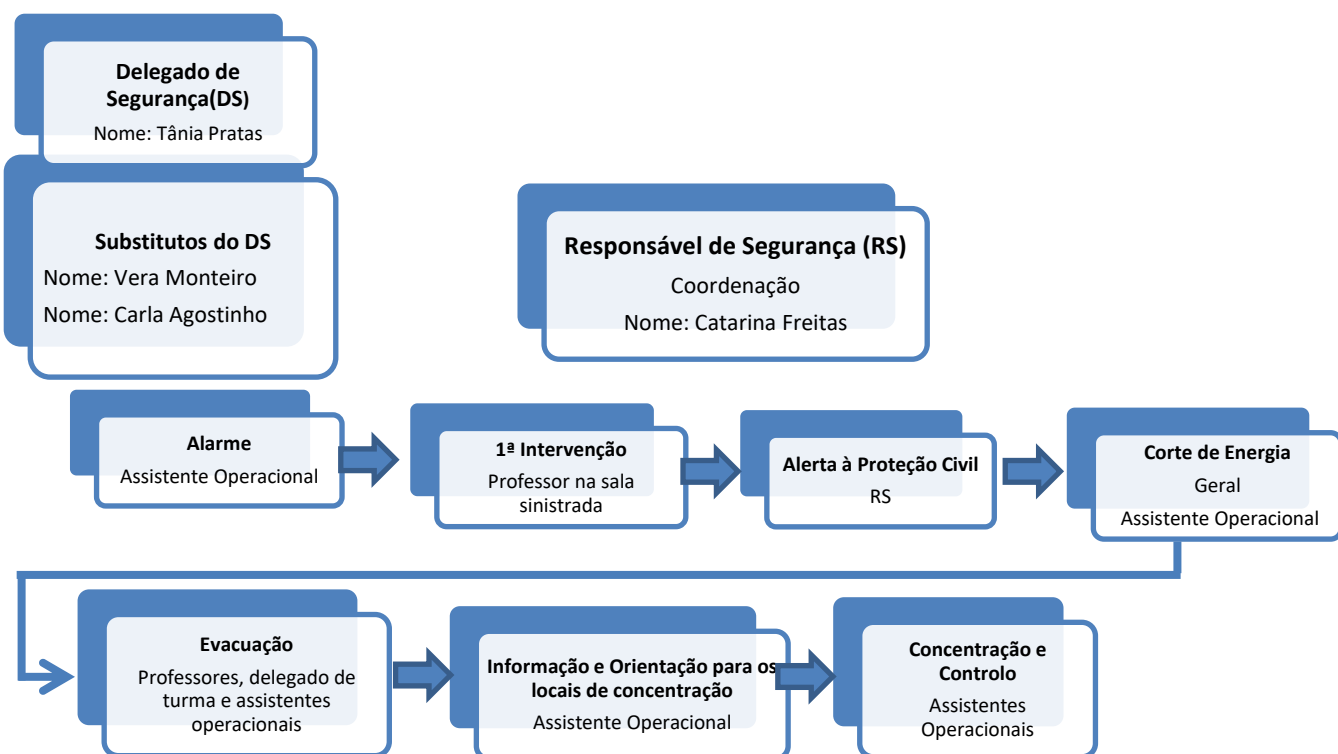 Delegado de
Segurança(DS)
Nome: Tânia Pratas
Substitutos do DS
Nome: Vera Monteiro
Nome: Carla Agostinho
Responsável de Segurança (RS)
Coordenação
Nome: Catarina Freitas
Alarme
Assistente Operacional
1ª Intervenção
Professor na sala
sinistrada
Alerta à Proteção Civil
RS
Corte de Energia
Geral
Assistente Operacional
Evacuação
Professores, delegado de
turma e assistentes
operacionais
Informação e Orientação para os
locais de concentração
Assistente Operacional
Concentração e
Controlo
Assistentes
Operacionais